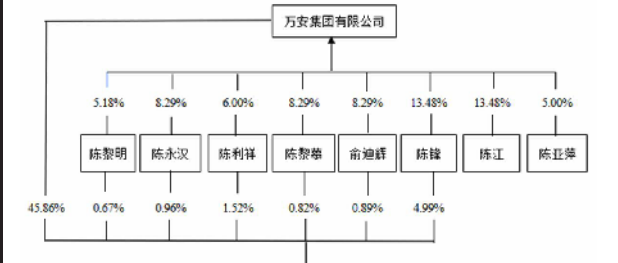 万安集团有限公司
5.18% 8.29% 6.00% 8.29% 8.29% 13.48% 13.48% 5.00%
陈黎明 陈永汉 陈利祥 陈黎慕 俞迪辉 陈锋 陈江 陈亚萍
45.86% 0.67% 0.96% 1.52% 0.82% 0.89% 4.99%